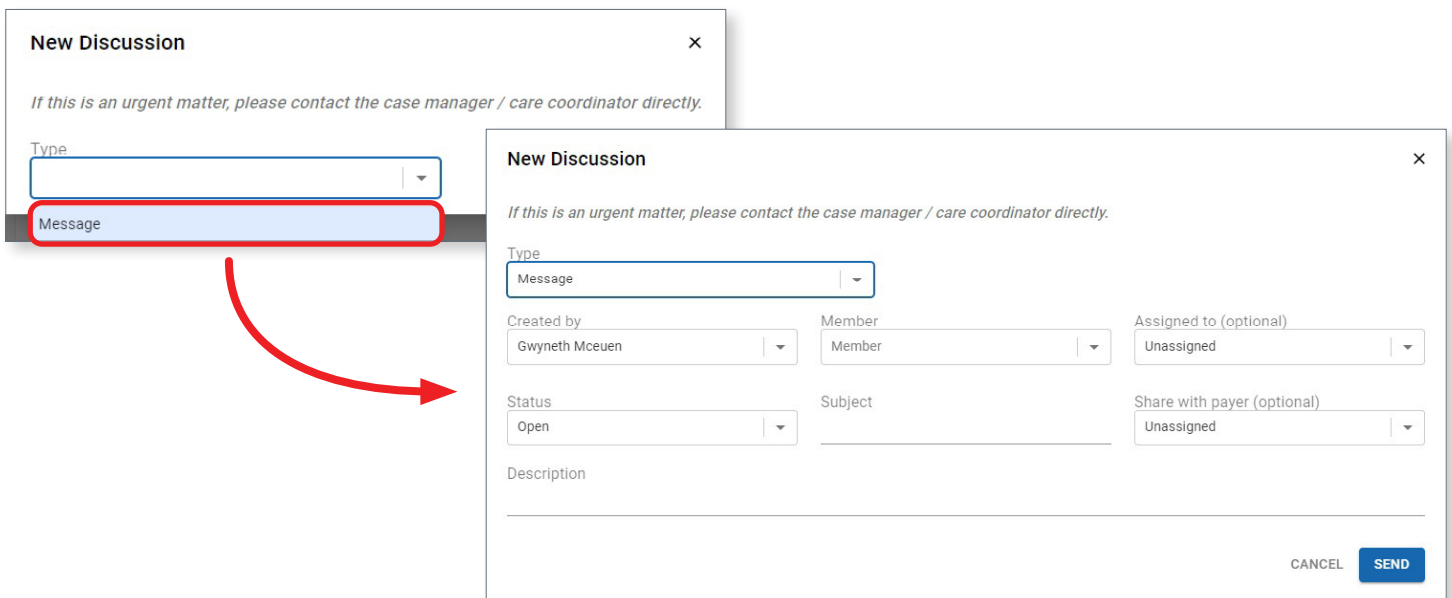 New Discussion
If this is an urgent matter, please contact the case manager / care coordinator directly.
Type
Message
New Discussion
If this is an urgent matter, please contact the case manager / care coordinator directly.
Type
Message
Created by Member Assigned to (optional)
Gwyneth Mceuen Member Unassigned
Status Subject Share with payer (optional)
Open Unassigned
Description
CANCEL SEND